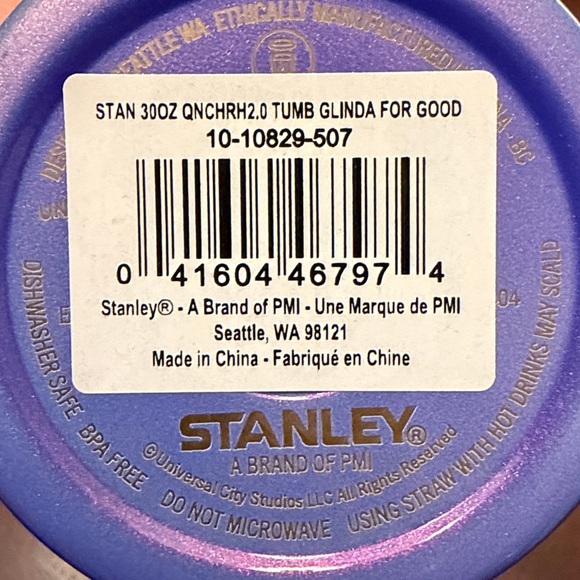 SEATTLE WA ETHICALLY MANUFACTURED
STAN 30OZ QNCHRH2.0 TUMB GLINDA FOR GOOD
10-10829-507
0 41604 46797 4
Stanley® - A Brand of PMI - Une Marque de PMI
Seattle, WA 98121
Made in China - Fabriqué en Chine
STANLEY®
A BRAND OF PMI
©Universal City Studios LLC All Rights Reserved
DISHWASHER SAFE BPA FREE DO NOT MICROWAVE USING STRAW WITH HOT DRINKS MAY SCALD